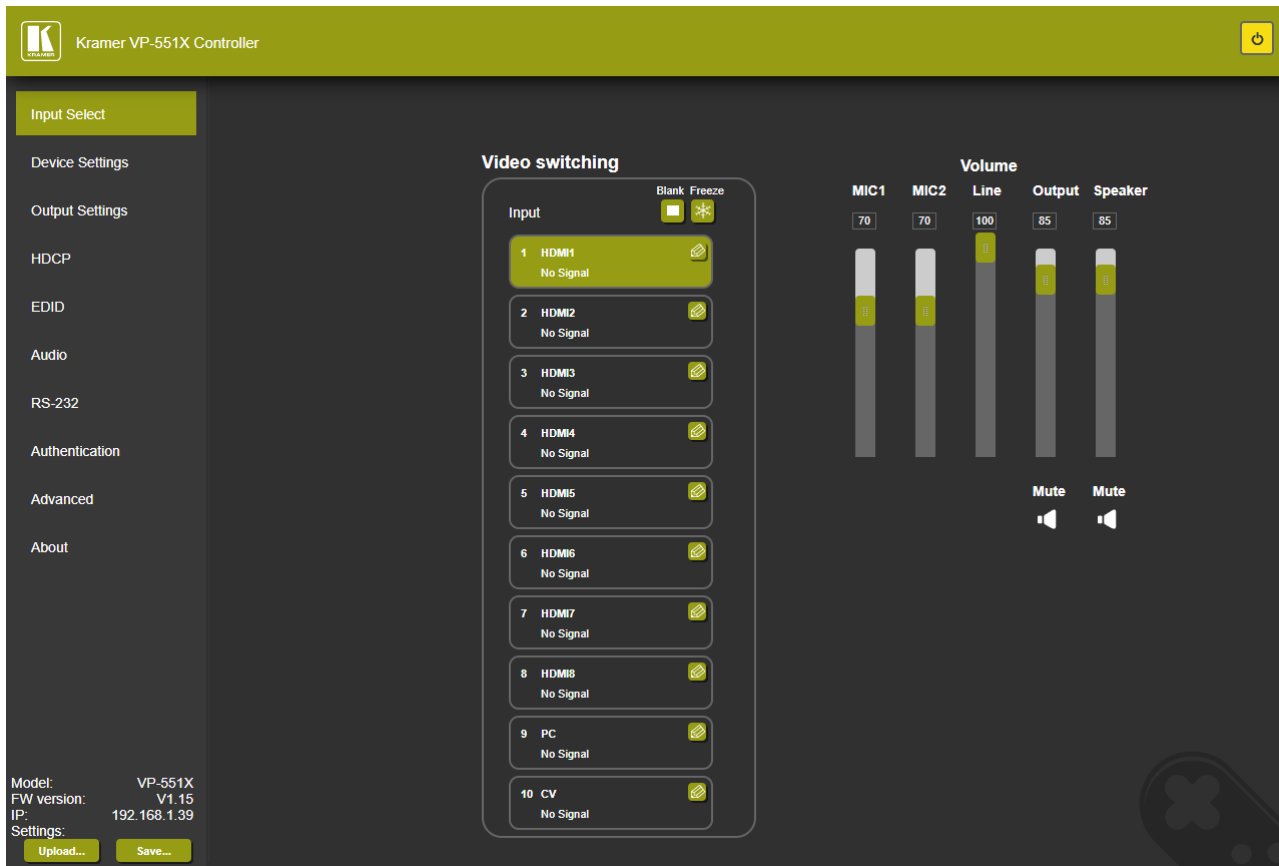 KRAMER
Kramer VP-551X Controller
Input Select
Device Settings
Output Settings
HDCP
EDID
Audio
RS-232
Authentication
Advanced
About
Model: VP-551X
FW version: V1.15
IP: 192.168.1.39
Settings:
Upload... Save...
Video switching
Blank Freeze
Input
1 HDMI1
No Signal
2 HDMI2
No Signal
3 HDMI3
No Signal
4 HDMI4
No Signal
5 HDMI5
No Signal
6 HDMI6
No Signal
7 HDMI7
No Signal
8 HDMI8
No Signal
9 PC
No Signal
10 CV
No Signal
Volume
MIC1 MIC2 Line Output Speaker
70 70 100 85 85
Mute Mute